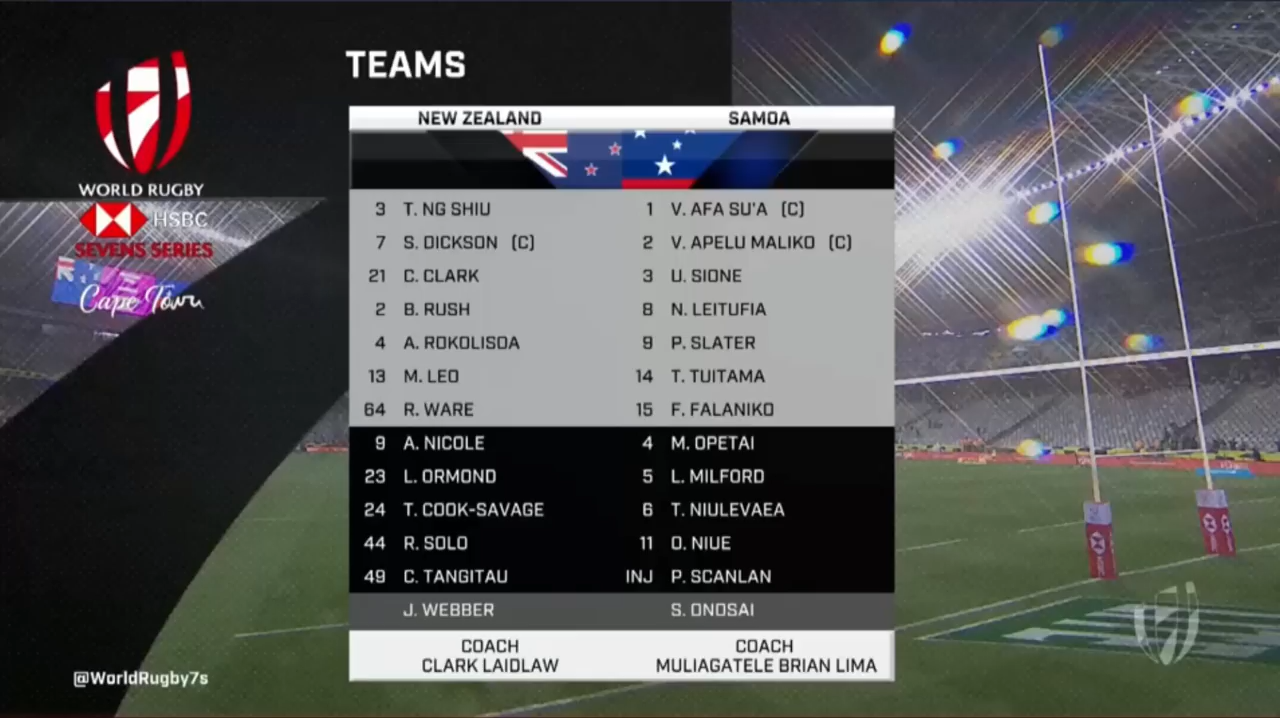 TEAMS
WORLD RUGBY
HSBC
SEVENS SERIES
Cape Town
NEW ZEALAND SAMOA
3 T. NG SHIU 1 V. AFA SU'A (C)
7 S. DICKSON (C) 2 V. APELU MALIKO (C)
21 C. CLARK 3 U. SIONE
2 B. RUSH 8 N. LEITUFIA
4 A. ROKOLISOA 9 P. SLATER
13 M. LEO 14 T. TUITAMA
64 R. WARE 15 F. FALANIKO
9 A. NICOLE 4 M. OPETAI
23 L. ORMOND 5 L. MILFORD
24 T. COOK-SAVAGE 6 T. NIULEVAEA
44 R. SOLO 11 O. NIUE
49 C. TANGITAU INJ P. SCANLAN
J. WEBBER S. ONOSAI
COACH COACH
CLARK LAIDLAW MULIAGATELE BRIAN LIMA
@WorldRugby7s